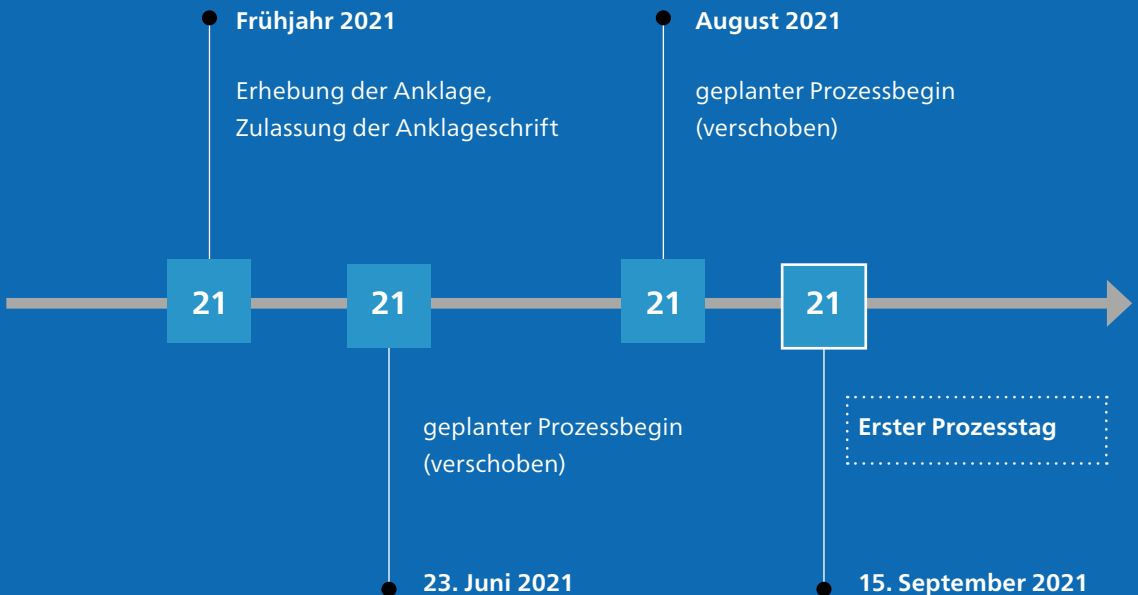 Frühjahr 2021
Erhebung der Anklage,
Zulassung der Anklageschrift
August 2021
geplanter Prozessbegin
(verschoben)
21
21
21
21
geplanter Prozessbegin
(verschoben)
23. Juni 2021
Erster Prozesstag
15. September 2021